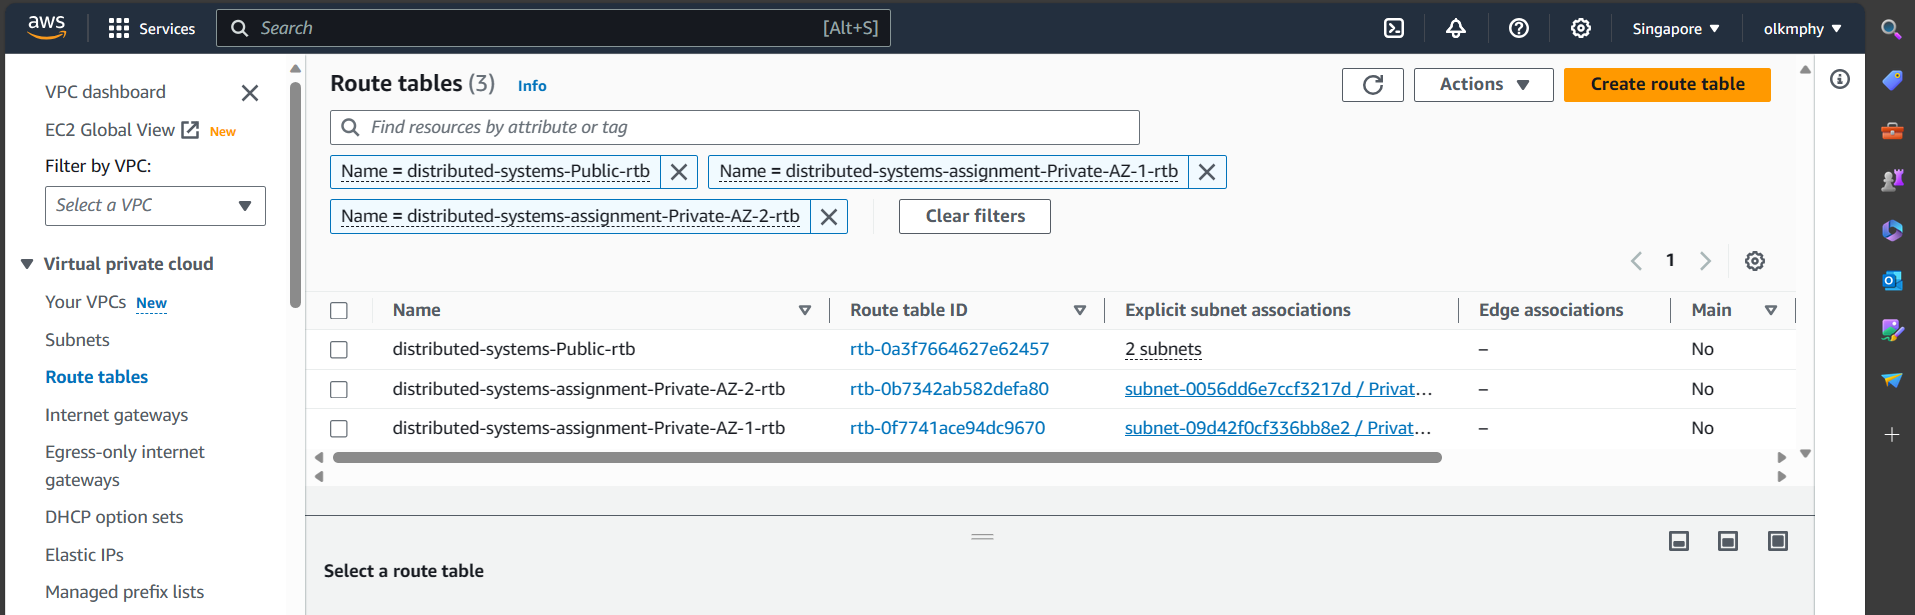 aws
Services
Search [Alt+S]
Singapore
olkmphy
VPC dashboard
EC2 Global View New
Filter by VPC:
Select a VPC
Virtual private cloud
Your VPCs New
Subnets
Route tables
Internet gateways
Egress-only internet
gateways
DHCP option sets
Elastic IPs
Managed prefix lists
Route tables (3) Info
Actions
Create route table
Find resources by attribute or tag
Name = distributed-systems-Public-rtb
Name = distributed-systems-assignment-Private-AZ-1-rtb
Name = distributed-systems-assignment-Private-AZ-2-rtb
Clear filters
1
Name Route table ID Explicit subnet associations Edge associations Main
distributed-systems-Public-rtb rtb-0a3f7664627e62457 2 subnets – No
distributed-systems-assignment-Private-AZ-2-rtb rtb-0b7342ab582defa80 subnet-0056dd6e7ccf3217d / Privat... – No
distributed-systems-assignment-Private-AZ-1-rtb rtb-0f7741ace94dc9670 subnet-09d42f0cf336bb8e2 / Privat... – No
Select a route table